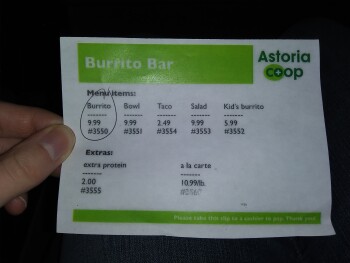 Burrito Bar
Astoria
coop
Menu items:
Burrito Bowl Taco Salad Kid's burrito
------- ------- ------- ------- -------
9.99 9.99 2.49 9.99 5.99
#3550 #3551 #3554 #3553 #3552
Extras:
extra protein a la carte
------- -------
2.00 10.99/lb.
#3555
Please take this slip to a cashier to pay. Thank you!